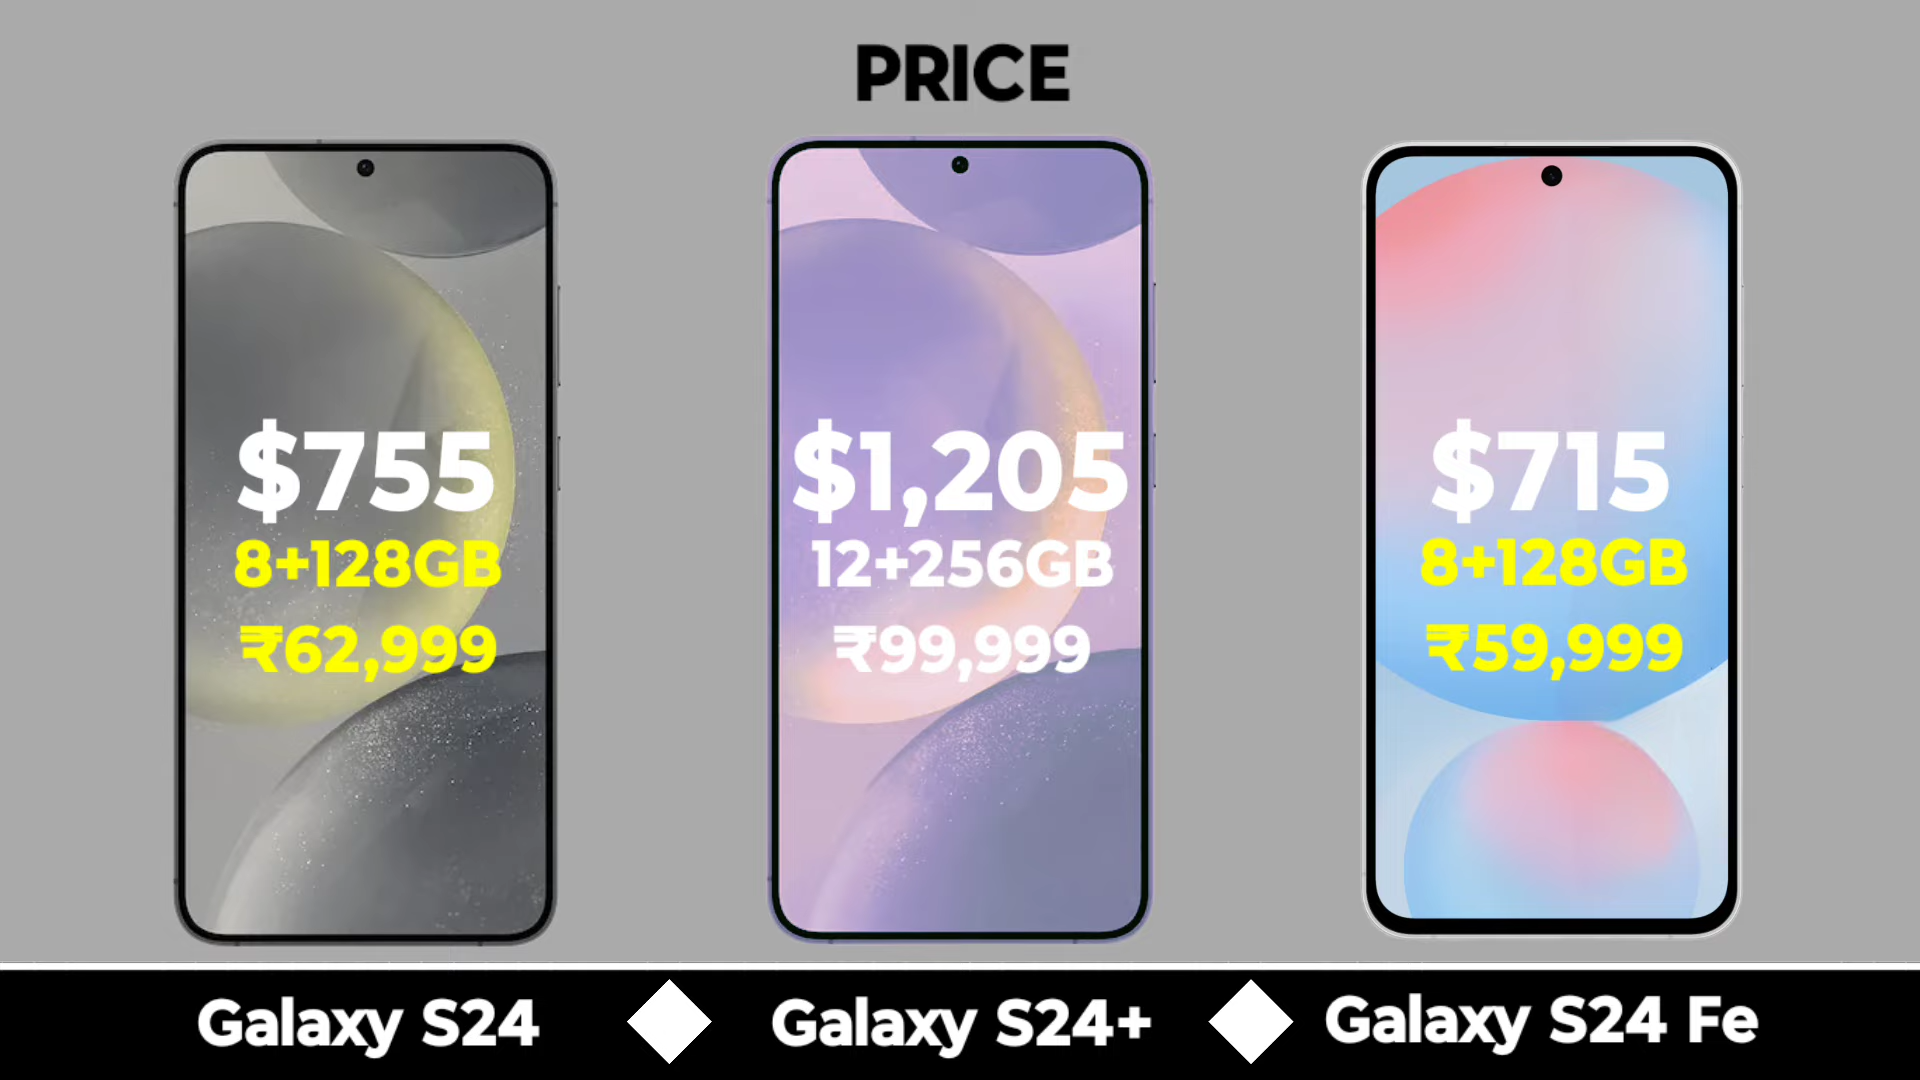 PRICE
$755
8+128GB
₹62,999
$1,205
12+256GB
₹99,999
$715
8+128GB
₹59,999
Galaxy S24
Galaxy S24+
Galaxy S24 Fe